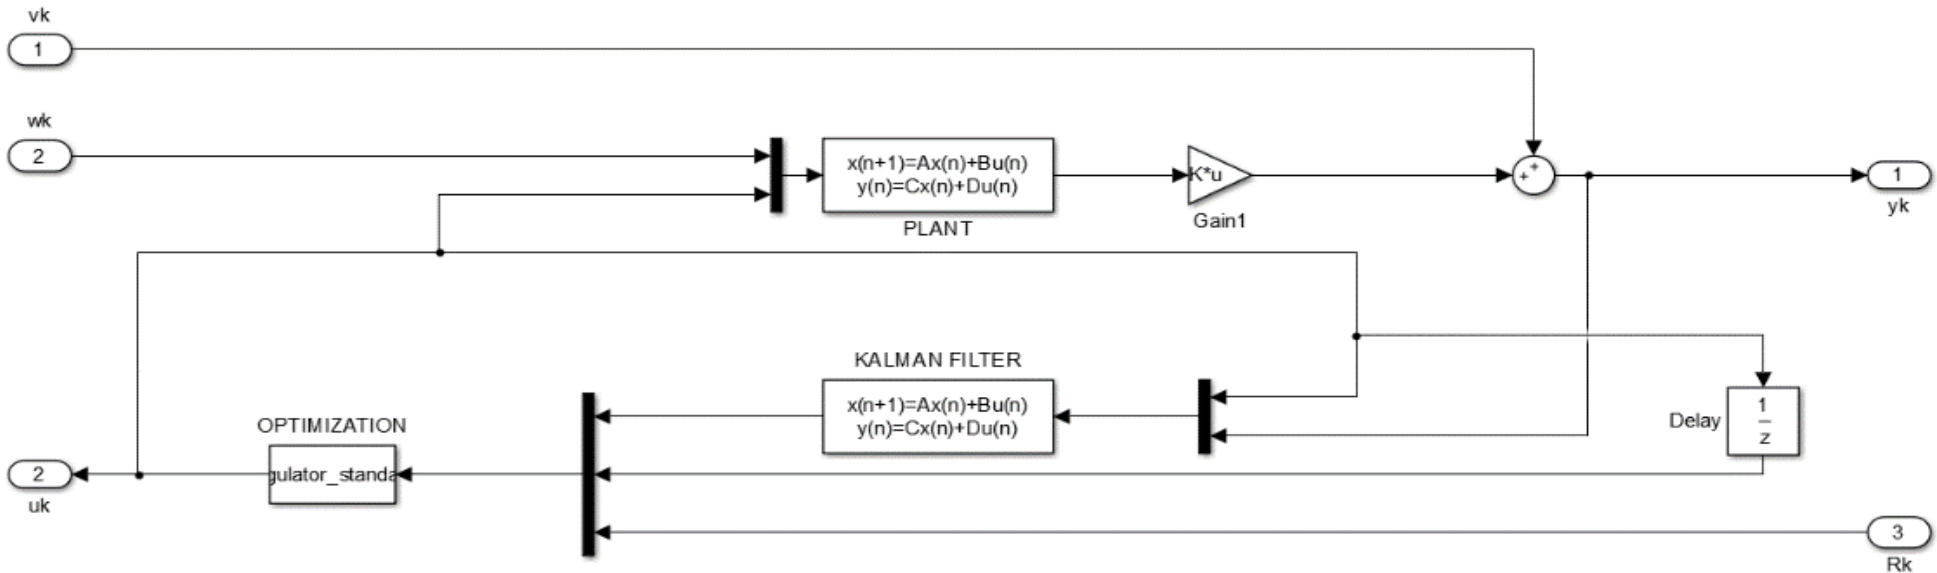 vk
1
wk
2
x(n+1)=Ax(n)+Bu(n)
y(n)=Cx(n)+Du(n)
PLANT
K*u
Gain1
+
+
1
yk
KALMAN FILTER
x(n+1)=Ax(n)+Bu(n)
y(n)=Cx(n)+Du(n)
OPTIMIZATION
gulator_standa
Delay
1
z
2
uk
3
Rk